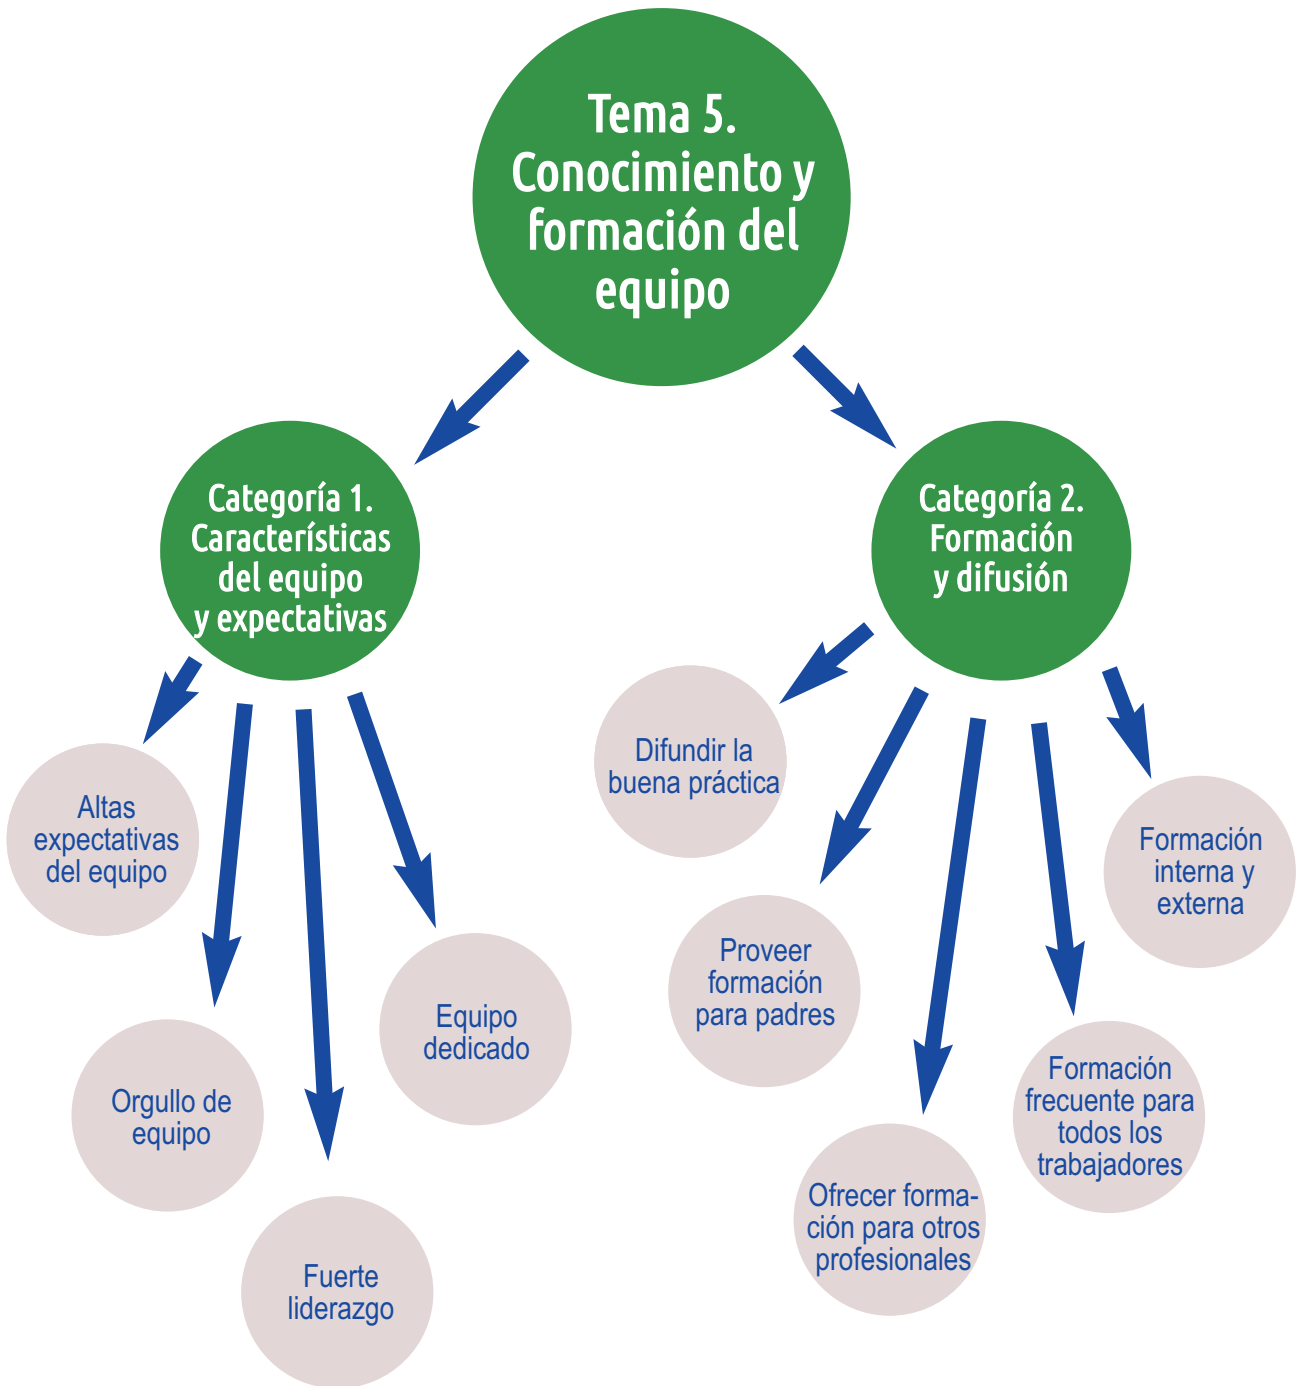 Tema 5.
Conocimiento y
formación del
equipo
Categoría 1.
Características
del equipo
y expectativas
Categoría 2.
Formación
y difusión
Altas
expectativas
del equipo
Orgullo de
equipo
Fuerte
liderazgo
Equipo
dedicado
Difundir la
buena práctica
Proveer
formación
para padres
Ofrecer forma-
ción para otros
profesionales
Formación
frecuente para
todos los
trabajadores
Formación
interna y
externa